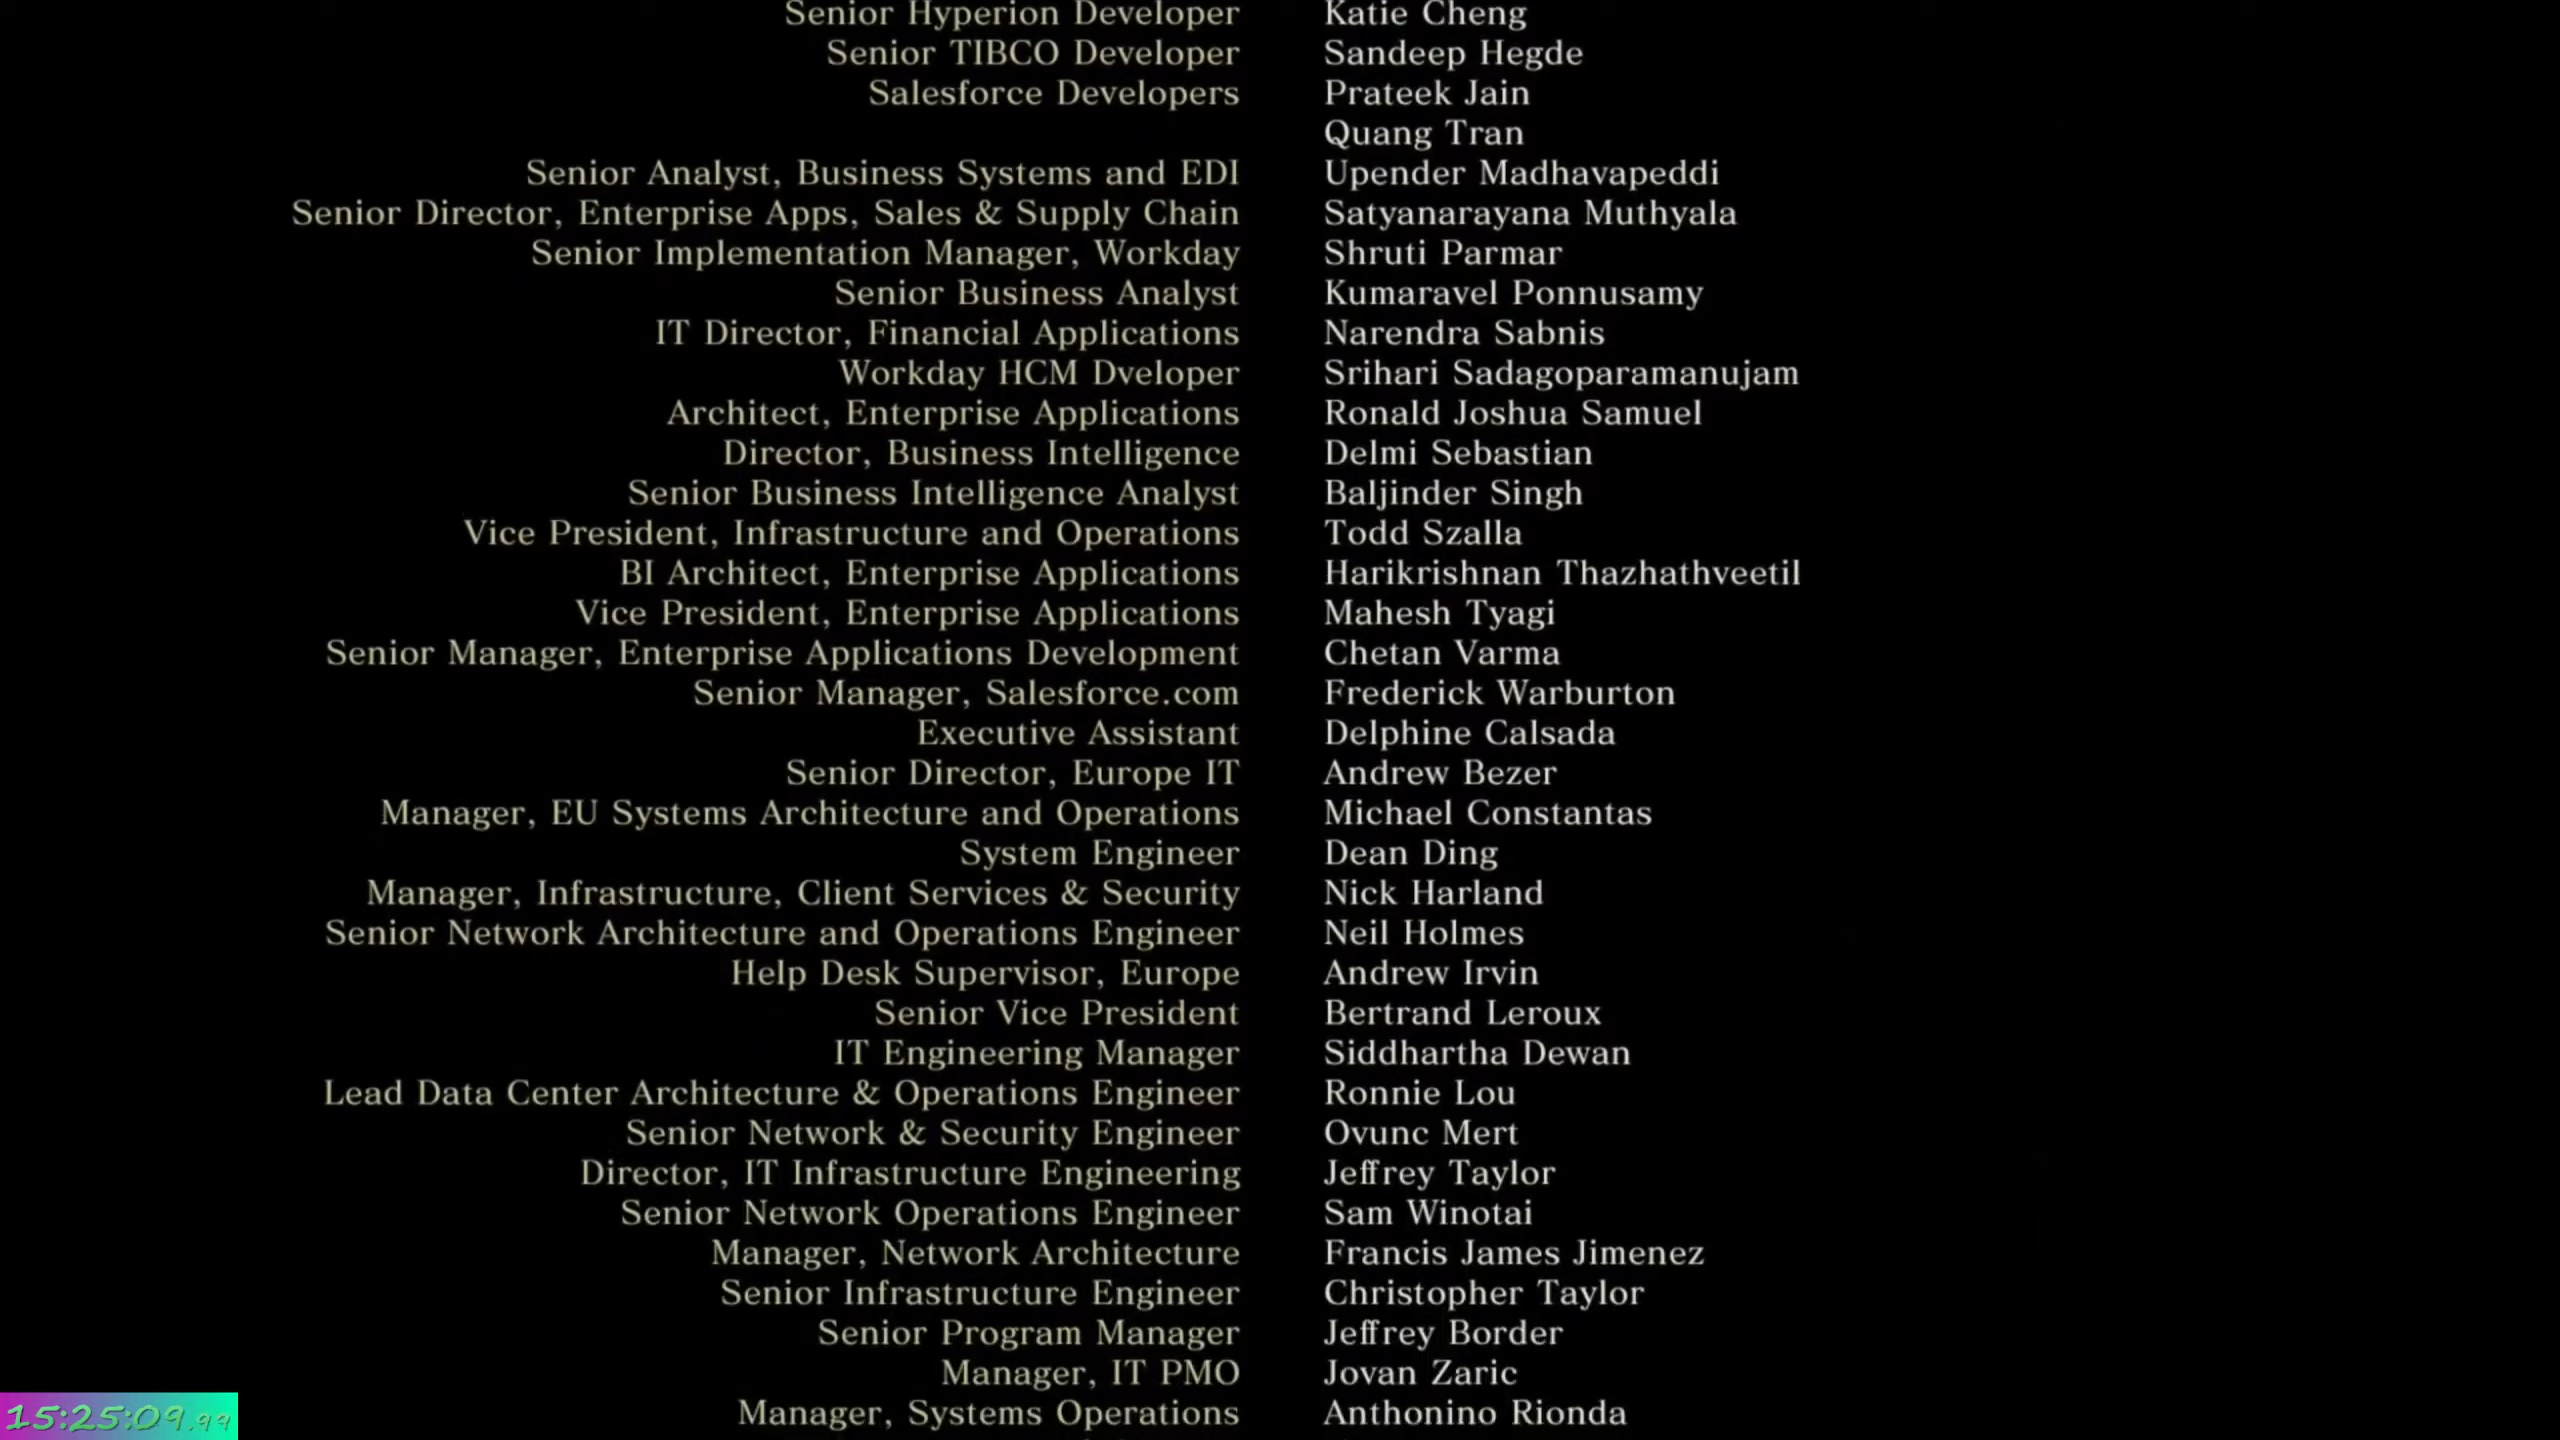 Senior Hyperion Developer Katie Cheng
Senior TIBCO Developer Sandeep Hegde
Salesforce Developers Prateek Jain
Quang Tran
Senior Analyst, Business Systems and EDI Upender Madhavapeddi
Senior Director, Enterprise Apps, Sales & Supply Chain Satyanarayana Muthyala
Senior Implementation Manager, Workday Shruti Parmar
Senior Business Analyst Kumaravel Ponnusamy
IT Director, Financial Applications Narendra Sabnis
Workday HCM Dveloper Srihari Sadagoparamanujam
Architect, Enterprise Applications Ronald Joshua Samuel
Director, Business Intelligence Delmi Sebastian
Senior Business Intelligence Analyst Baljinder Singh
Vice President, Infrastructure and Operations Todd Szalla
BI Architect, Enterprise Applications Harikrishnan Thazhathveetil
Vice President, Enterprise Applications Mahesh Tyagi
Senior Manager, Enterprise Applications Development Chetan Varma
Senior Manager, Salesforce.com Frederick Warburton
Executive Assistant Delphine Calsada
Senior Director, Europe IT Andrew Bezer
Manager, EU Systems Architecture and Operations Michael Constantas
System Engineer Dean Ding
Manager, Infrastructure, Client Services & Security Nick Harland
Senior Network Architecture and Operations Engineer Neil Holmes
Help Desk Supervisor, Europe Andrew Irvin
Senior Vice President Bertrand Leroux
IT Engineering Manager Siddhartha Dewan
Lead Data Center Architecture & Operations Engineer Ronnie Lou
Senior Network & Security Engineer Ovunc Mert
Director, IT Infrastructure Engineering Jeffrey Taylor
Senior Network Operations Engineer Sam Winotai
Manager, Network Architecture Francis James Jimenez
Senior Infrastructure Engineer Christopher Taylor
Senior Program Manager Jeffrey Border
Manager, IT PMO Jovan Zaric
Manager, Systems Operations Anthonino Rionda
15:25:09.99